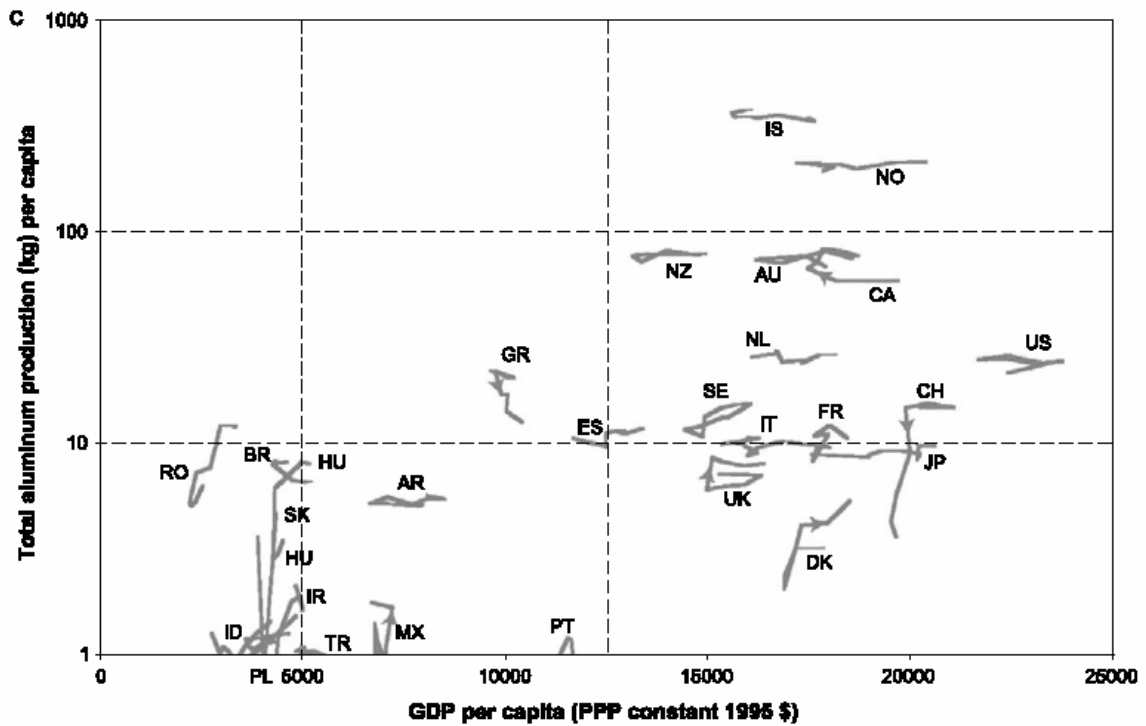 C
1000
IS
NO
100
NZ
AU
CA
NL
US
GR
SE
CH
IT
FR
ES
10
BR
HU
JP
RO
AR
UK
SK
HU
DK
IR
ID
TR
MX
PT
1
0
PL 5000
10000
15000
20000
25000
GDP per capita (PPP constant 1995 $)
Total aluminum production (kg) per capita